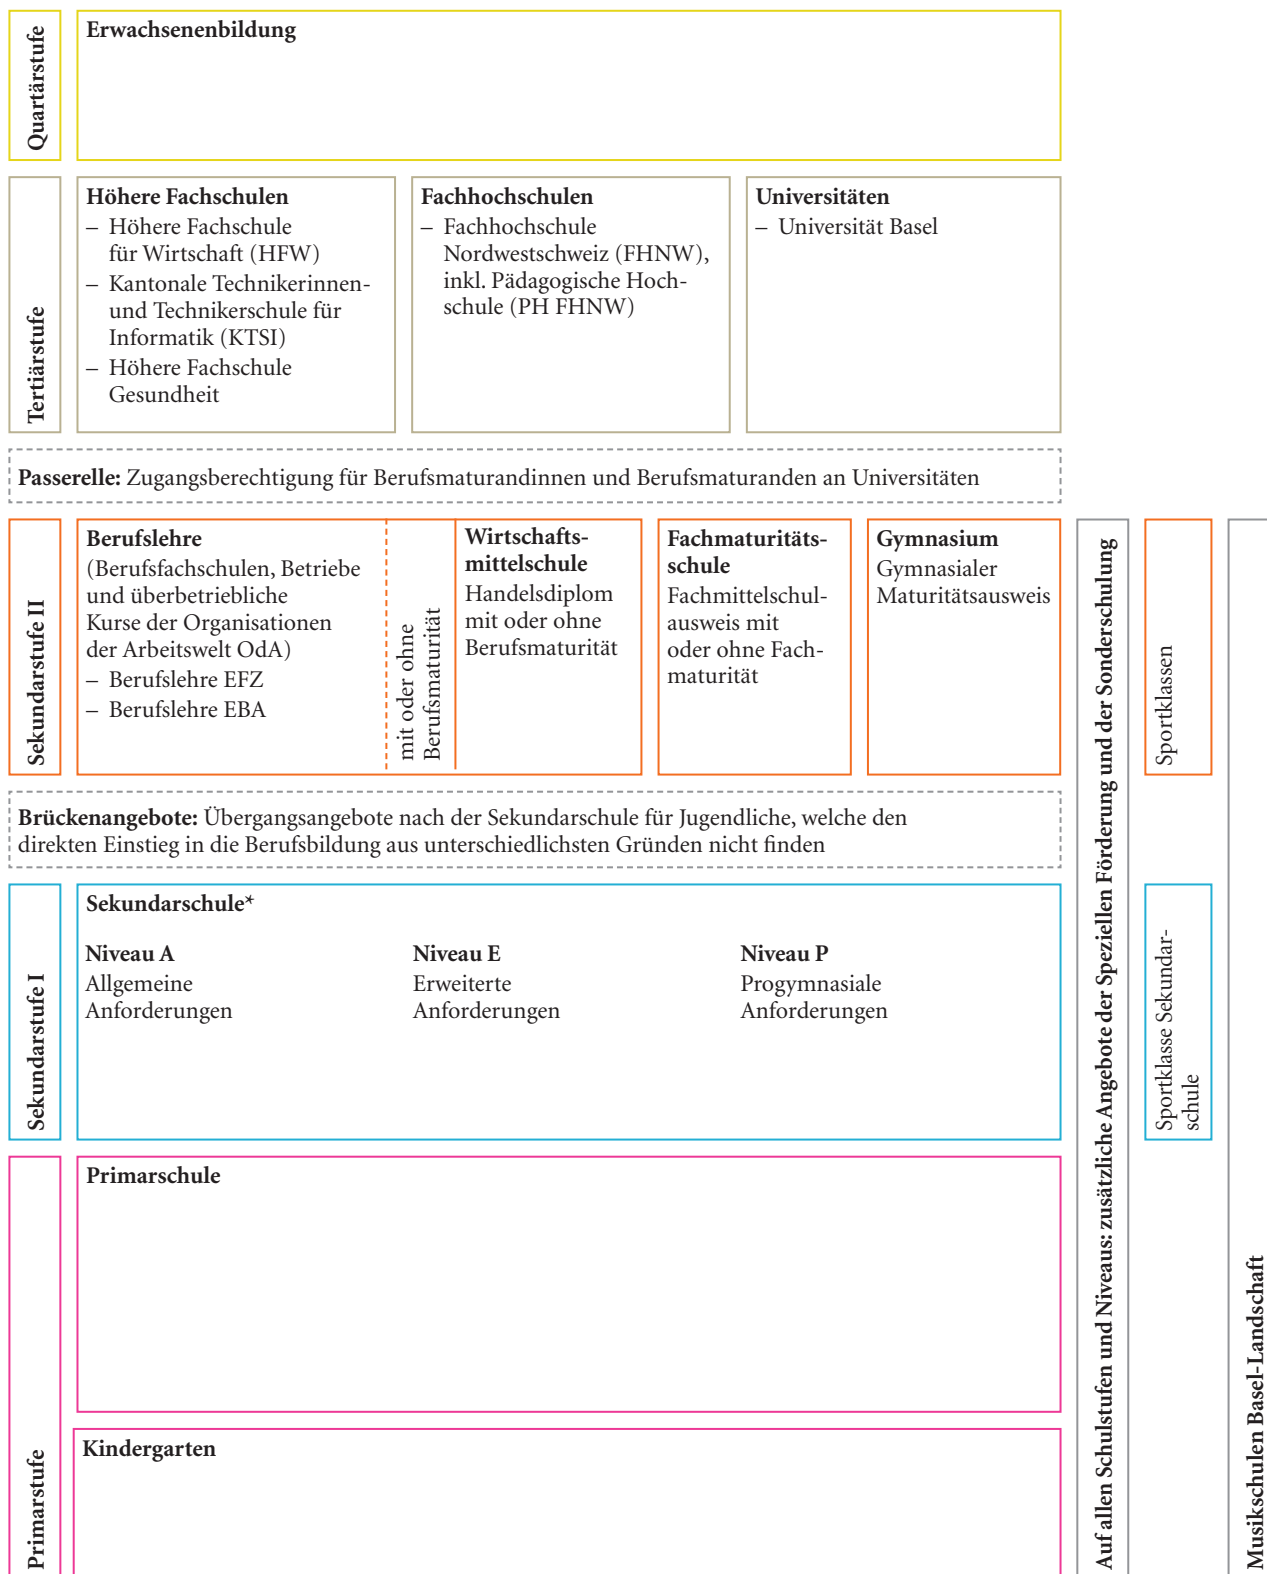 Quartärstufe
Erwachsenenbildung
Tertiärstufe
Höhere Fachschulen
– Höhere Fachschule
für Wirtschaft (HFW)
– Kantonale Technikerinnen-
und Technikerschule für
Informatik (KTSI)
– Höhere Fachschule
Gesundheit
Fachhochschulen
– Fachhochschule
Nordwestschweiz (FHNW),
inkl. Pädagogische Hoch-
schule (PH FHNW)
Universitäten
– Universität Basel
Passerelle: Zugangsberechtigung für Berufsmaturandinnen und Berufsmaturanden an Universitäten
Sekundarstufe II
Berufslehre
(Berufsfachschulen, Betriebe
und überbetriebliche
Kurse der Organisationen
der Arbeitswelt OdA)
– Berufslehre EFZ
– Berufslehre EBA
mit oder ohne
Berufsmaturität
Wirtschafts-
mittelschule
Handelsdiplom
mit oder ohne
Berufsmaturität
Fachmaturitäts-
schule
Fachmittelschul-
ausweis mit
oder ohne Fach-
maturität
Gymnasium
Gymnasialer
Maturitätsausweis
Brückenangebote: Übergangsangebote nach der Sekundarschule für Jugendliche, welche den
direkten Einstieg in die Berufsbildung aus unterschiedlichsten Gründen nicht finden
Sekundarstufe I
Sekundarschule*
Niveau A
Allgemeine
Anforderungen
Niveau E
Erweiterte
Anforderungen
Niveau P
Progymnasiale
Anforderungen
Primarstufe
Primarschule
Kindergarten
Auf allen Schulstufen und Niveaus: zusätzliche Angebote der Speziellen Förderung und der Sonderschulung
Sportklassen
Sportklasse Sekundar-
schule
Musikschulen Basel-Landschaft